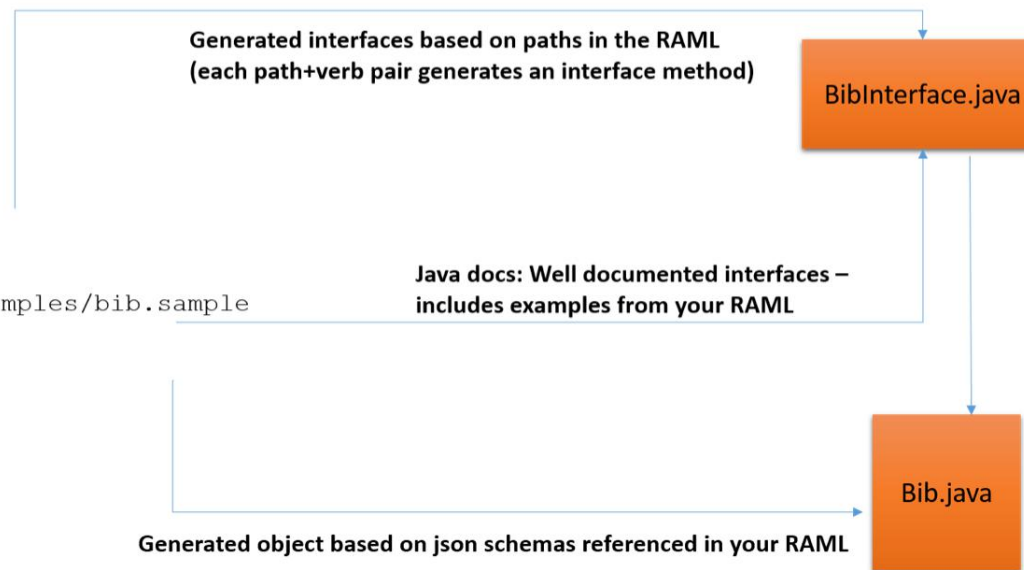 Generated interfaces based on paths in the RAML
(each path+verb pair generates an interface method)
BibInterface.java
Java docs: Well documented interfaces –
includes examples from your RAML
mples/bib.sample
Bib.java
Generated object based on json schemas referenced in your RAML